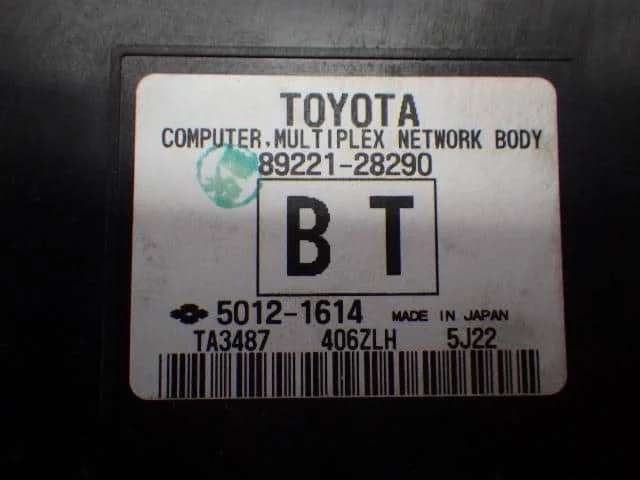 TOYOTA
COMPUTER,MULTIPLEX NETWORK BODY
89221-28290
BT
5012-1614 MADE IN JAPAN
TA3487 406ZLH 5J22